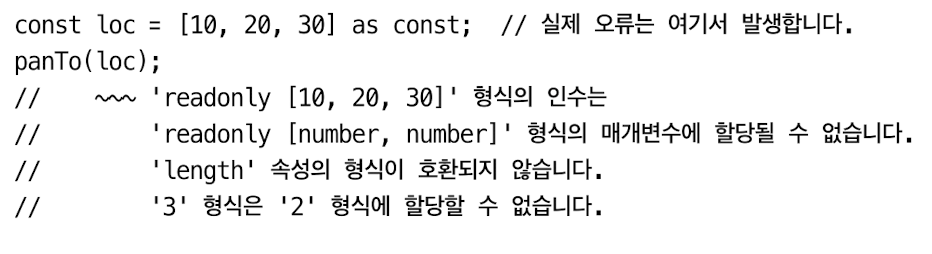 const loc = [10, 20, 30] as const;  // 실제 오류는 여기서 발생합니다.
panTo(loc);
//    ~~~ 'readonly [10, 20, 30]' 형식의 인수는
//        'readonly [number, number]' 형식의 매개변수에 할당될 수 없습니다.
//        'length' 속성의 형식이 호환되지 않습니다.
//        '3' 형식은 '2' 형식에 할당할 수 없습니다.